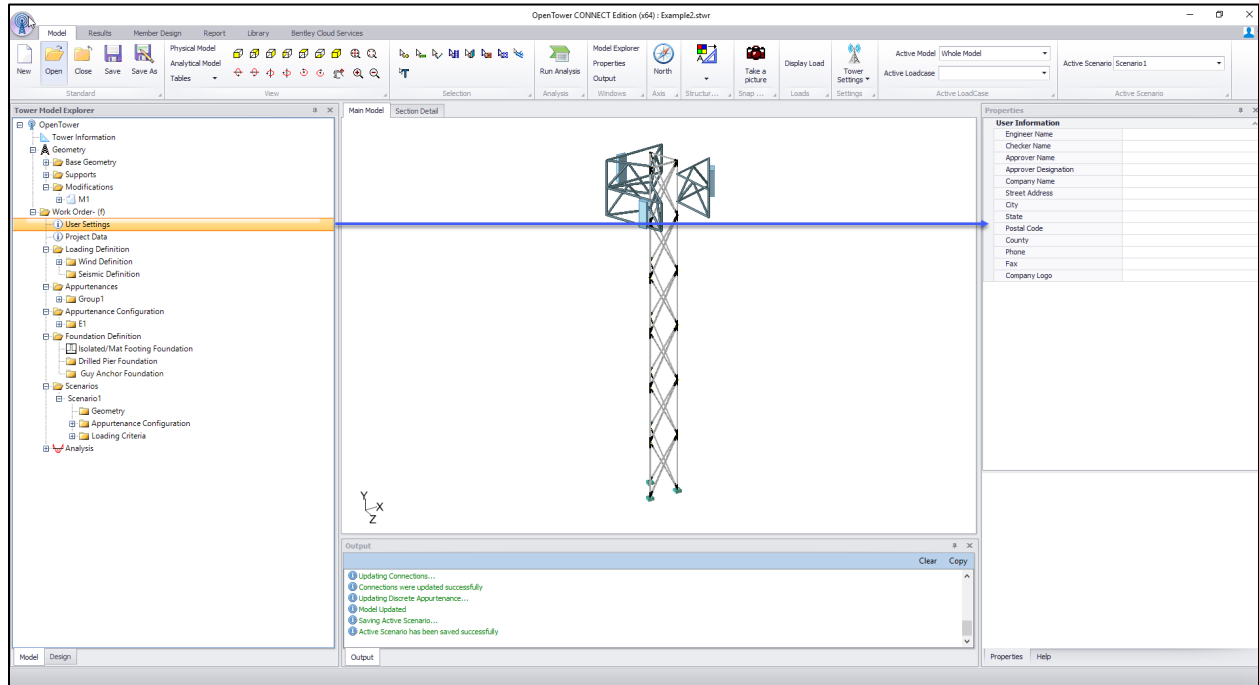 OpenTower CONNECT Edition (x64) : Example2.stwr
Model Results Member Design Report Library Bentley Cloud Services
New Open Close Save Save As
Physical Model
Analytical Model
Tables
Run Analysis
Model Explorer
Properties
Output
North
Take a picture
Display Load
Tower Settings
Active Model Whole Model
Active Loadcase
Active Scenario Scenario1
Standard View Selection Analysis Windows Axis Structur... Snap ... Loads Settings Active LoadCase Active Scenario
Tower Model Explorer
OpenTower
Tower Information
Geometry
Base Geometry
Supports
Modifications
M1
Work Order- (f)
User Settings
Project Data
Loading Definition
Wind Definition
Seismic Definition
Appurtenances
Group1
Appurtenance Configuration
E1
Foundation Definition
Isolated/Mat Footing Foundation
Drilled Pier Foundation
Guy Anchor Foundation
Scenarios
Scenario1
Geometry
Appurtenance Configuration
Loading Criteria
Analysis
Model Design
Main Model Section Detail
Y
X
Z
Output
Clear Copy
Updating Connections...
Connections were updated successfully
Updating Discrete Appurtenance...
Model Updated
Saving Active Scenario...
Active Scenario has been saved successfully
Output
Properties
User Information
Engineer Name
Checker Name
Approver Name
Approver Designation
Company Name
Street Address
City
State
Postal Code
County
Phone
Fax
Company Logo
Properties Help